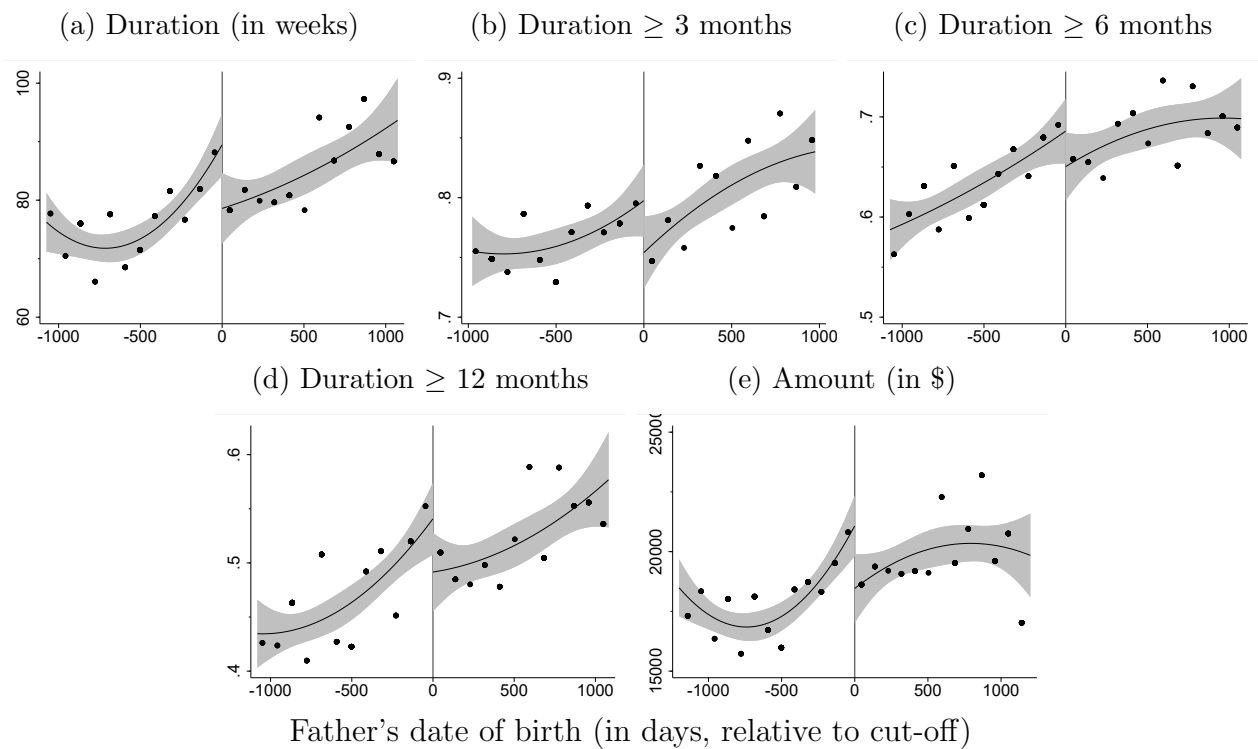 (a) Duration (in weeks)
(b) Duration ≥ 3 months
(c) Duration ≥ 6 months
100
80
60
-1000 -500 0 500 1000
.9
.8
.7
-1000 -500 0 500 1000
.7
.6
.5
-1000 -500 0 500 1000
(d) Duration ≥ 12 months
(e) Amount (in $)
.6
.5
.4
-1000 -500 0 500 1000
25000
20000
15000
-1000 -500 0 500 1000
Father's date of birth (in days, relative to cut-off)